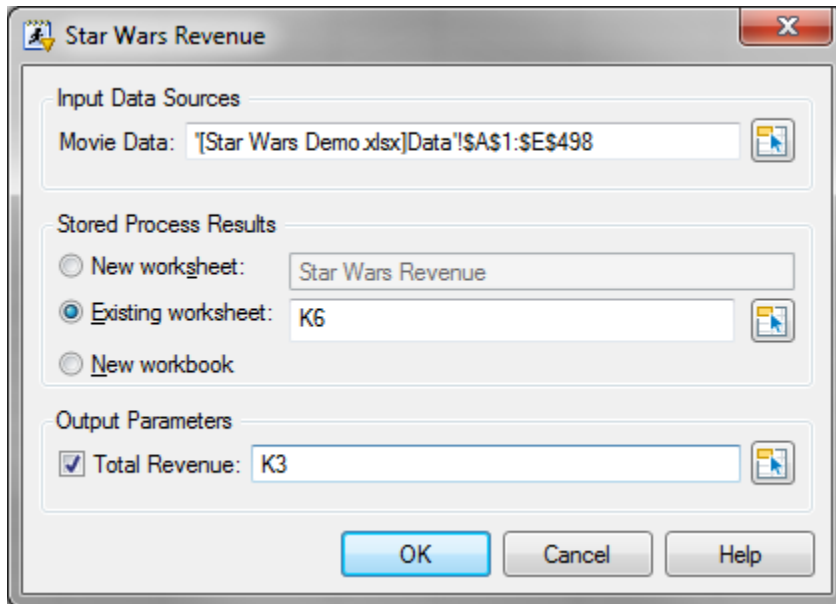 Star Wars Revenue
Input Data Sources
Movie Data: "[Star Wars Demo.xlsx]Data"!$A$1:$E$498
Stored Process Results
New worksheet: Star Wars Revenue
Existing worksheet: K6
New workbook
Output Parameters
Total Revenue: K3
OK Cancel Help